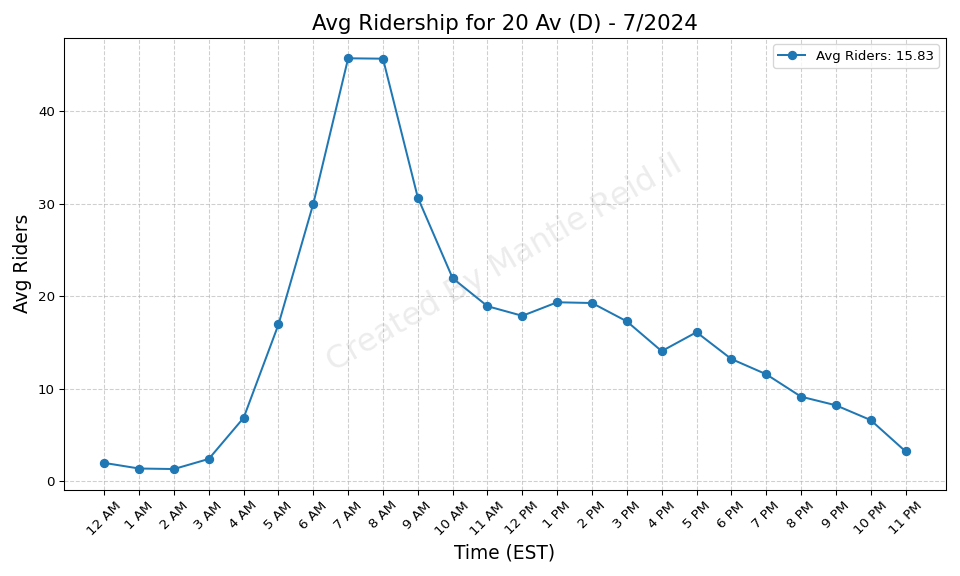 Avg Ridership for 20 Av (D) - 7/2024
Avg Riders: 15.83
40
30
20
10
0
Avg Riders
Created By Mantie Reid II
12 AM
1 AM
2 AM
3 AM
4 AM
5 AM
6 AM
7 AM
8 AM
9 AM
10 AM
11 AM
12 PM
1 PM
2 PM
3 PM
4 PM
5 PM
6 PM
7 PM
8 PM
9 PM
10 PM
11 PM
Time (EST)